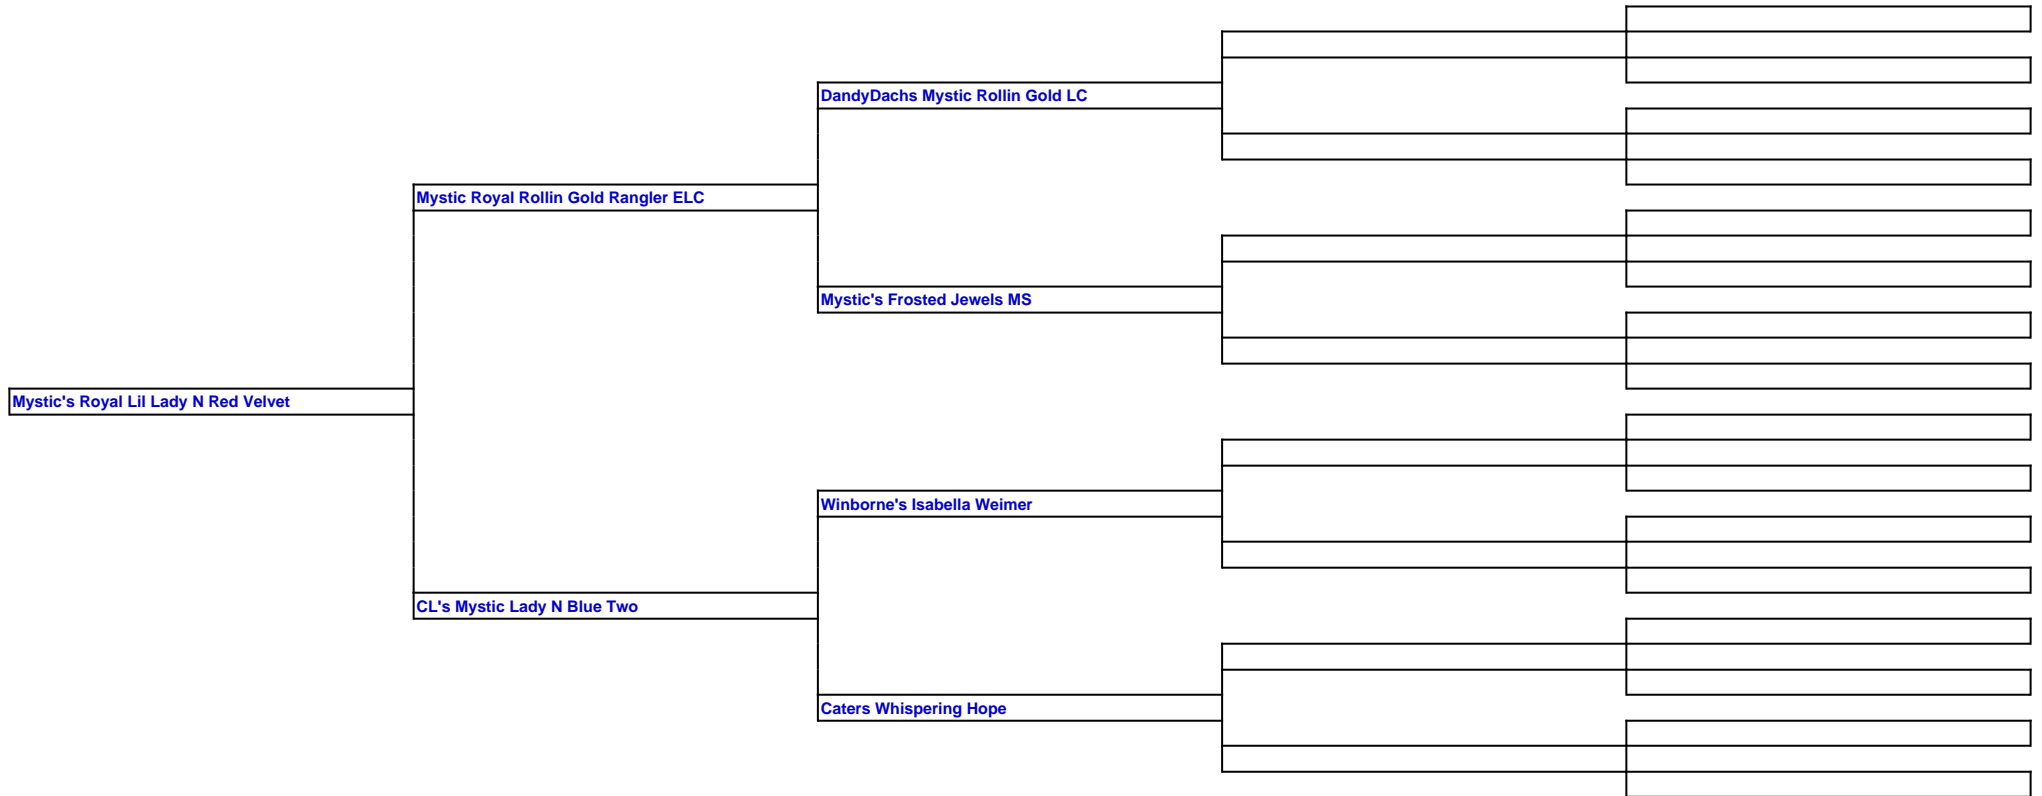 DandyDachs Mystic Rollin Gold LC
Mystic Royal Rollin Gold Rangler ELC
Mystic's Frosted Jewels MS
Mystic's Royal Lil Lady N Red Velvet
Winborne's Isabella Weimer
CL's Mystic Lady N Blue Two
Caters Whispering Hope